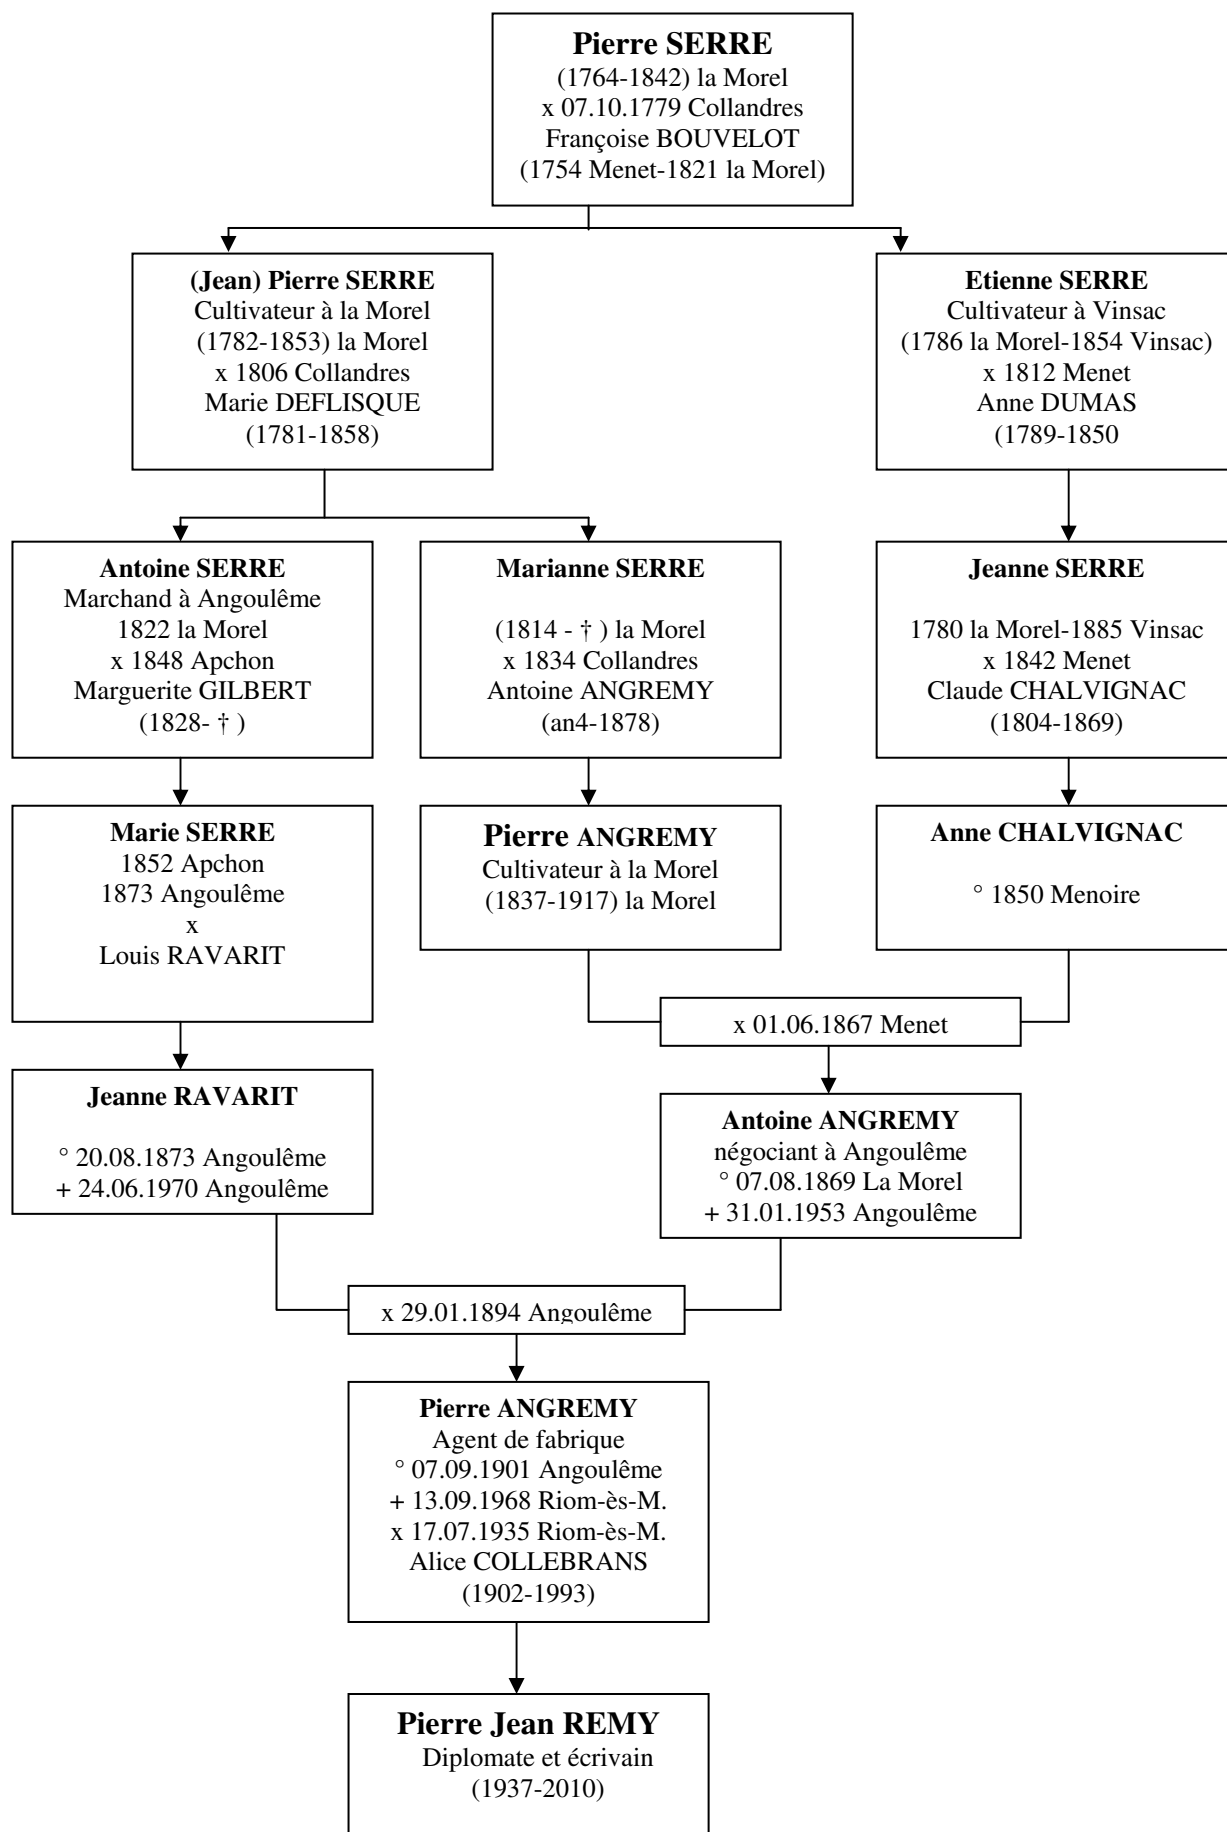 Pierre SERRE
(1764-1842) la Morel
x 07.10.1779 Collandres
Françoise BOUVELOT
(1754 Menet-1821 la Morel)
(Jean) Pierre SERRE
Cultivateur à la Morel
(1782-1853) la Morel
x 1806 Collandres
Marie DEFLISQUE
(1781-1858)
Etienne SERRE
Cultivateur à Vinsac
(1786 la Morel-1854 Vinsac)
x 1812 Menet
Anne DUMAS
(1789-1850
Antoine SERRE
Marchand à Angoulême
1822 la Morel
x 1848 Apchon
Marguerite GILBERT
(1828- † )
Marianne SERRE
(1814 - † ) la Morel
x 1834 Collandres
Antoine ANGREMY
(an4-1878)
Jeanne SERRE
1780 la Morel-1885 Vinsac
x 1842 Menet
Claude CHALVIGNAC
(1804-1869)
Marie SERRE
1852 Apchon
1873 Angoulême
x
Louis RAVARIT
Pierre ANGREMY
Cultivateur à la Morel
(1837-1917) la Morel
Anne CHALVIGNAC
° 1850 Menoire
x 01.06.1867 Menet
Jeanne RAVARIT
° 20.08.1873 Angoulême
+ 24.06.1970 Angoulême
Antoine ANGREMY
négociant à Angoulême
° 07.08.1869 La Morel
+ 31.01.1953 Angoulême
x 29.01.1894 Angoulême
Pierre ANGREMY
Agent de fabrique
° 07.09.1901 Angoulême
+ 13.09.1968 Riom-ès-M.
x 17.07.1935 Riom-ès-M.
Alice COLLEBRANS
(1902-1993)
Pierre Jean REMY
Diplomate et écrivain
(1937-2010)